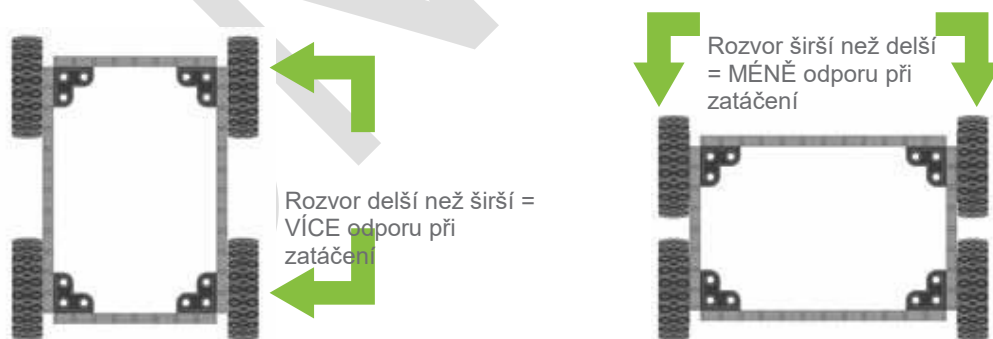 Rozvor delší než širší =
VÍCE odporu při
zatáčení
Rozvor širší než delší
= MÉNĚ odporu při
zatáčení